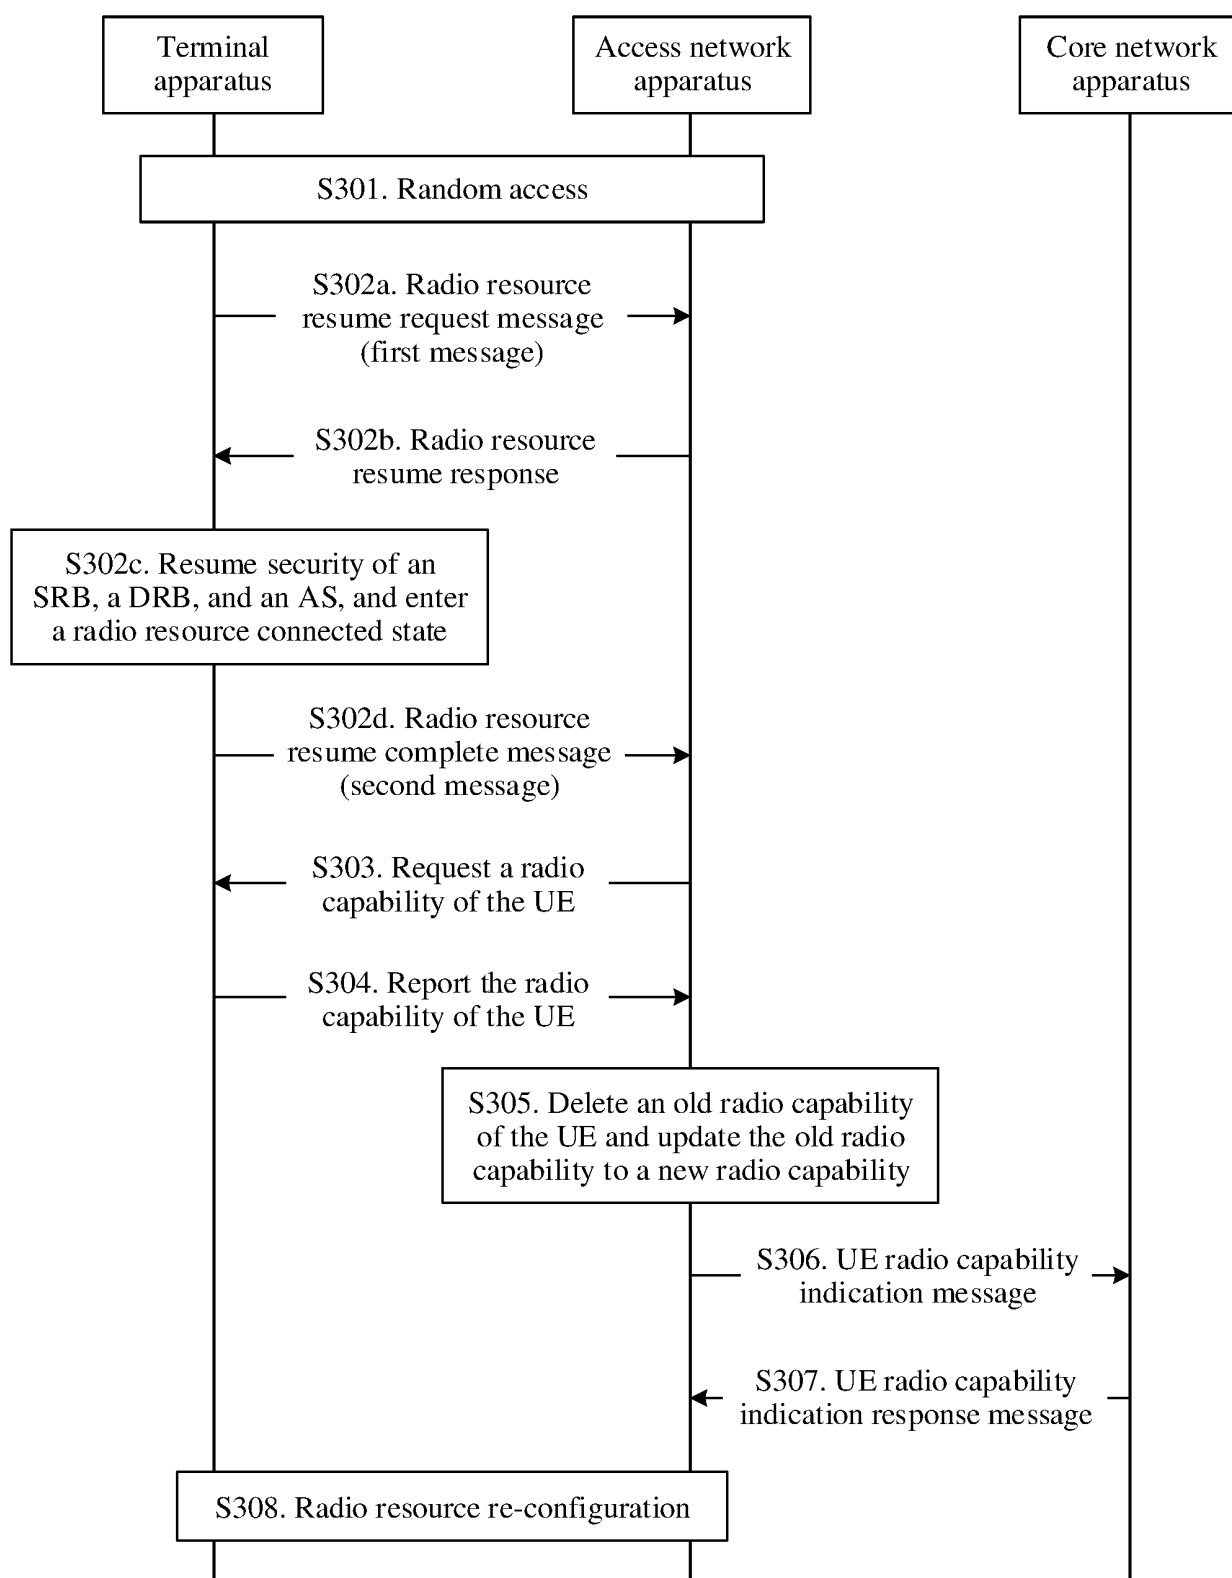 Terminal
apparatus
Access network
apparatus
Core network
apparatus
S301. Random access
S302a. Radio resource
resume request message
(first message)
S302b. Radio resource
resume response
S302c. Resume security of an
SRB, a DRB, and an AS, and enter
a radio resource connected state
S302d. Radio resource
resume complete message
(second message)
S303. Request a radio
capability of the UE
S304. Report the radio
capability of the UE
S305. Delete an old radio capability
of the UE and update the old radio
capability to a new radio capability
S306. UE radio capability
indication message
S307. UE radio capability
indication response message
S308. Radio resource re-configuration